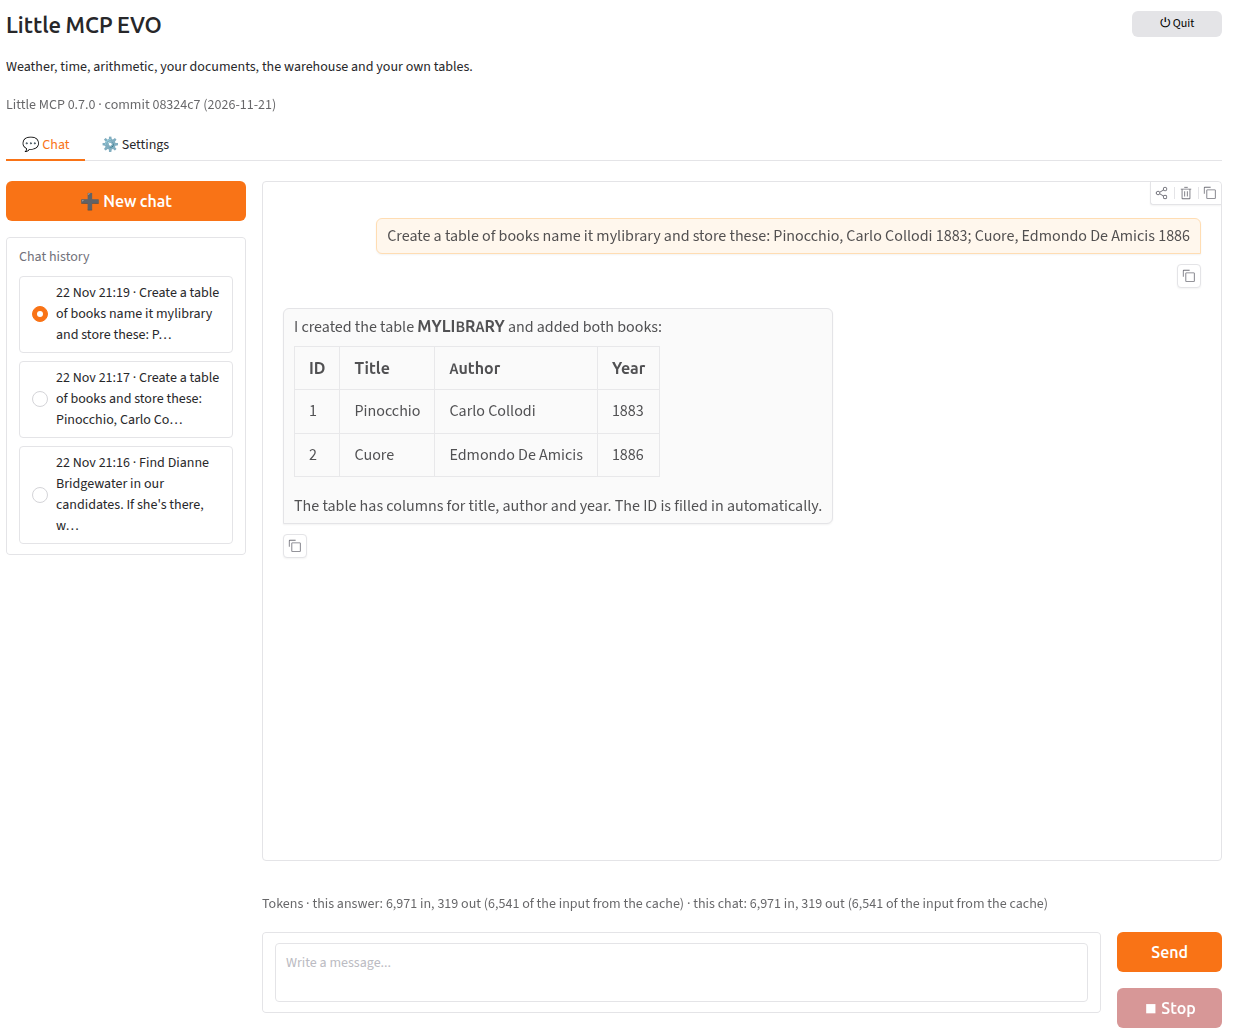 Little MCP EVO
⏻ Quit
Weather, time, arithmetic, your documents, the warehouse and your own tables.
Little MCP 0.7.0 · commit 08324c7 (2026-11-21)
💬 Chat
⚙️ Settings
➕ New chat
Chat history
22 Nov 21:19 · Create a table
of books name it mylibrary
and store these: P…
22 Nov 21:17 · Create a table
of books and store these:
Pinocchio, Carlo Co…
22 Nov 21:16 · Find Dianne
Bridgewater in our
candidates. If she's there,
w…
Create a table of books name it mylibrary and store these: Pinocchio, Carlo Collodi 1883; Cuore, Edmondo De Amicis 1886
I created the table MYLIBRARY and added both books:
ID Title Author Year
1 Pinocchio Carlo Collodi 1883
2 Cuore Edmondo De Amicis 1886
The table has columns for title, author and year. The ID is filled in automatically.
Tokens · this answer: 6,971 in, 319 out (6,541 of the input from the cache) · this chat: 6,971 in, 319 out (6,541 of the input from the cache)
Write a message...
Send
⏹ Stop